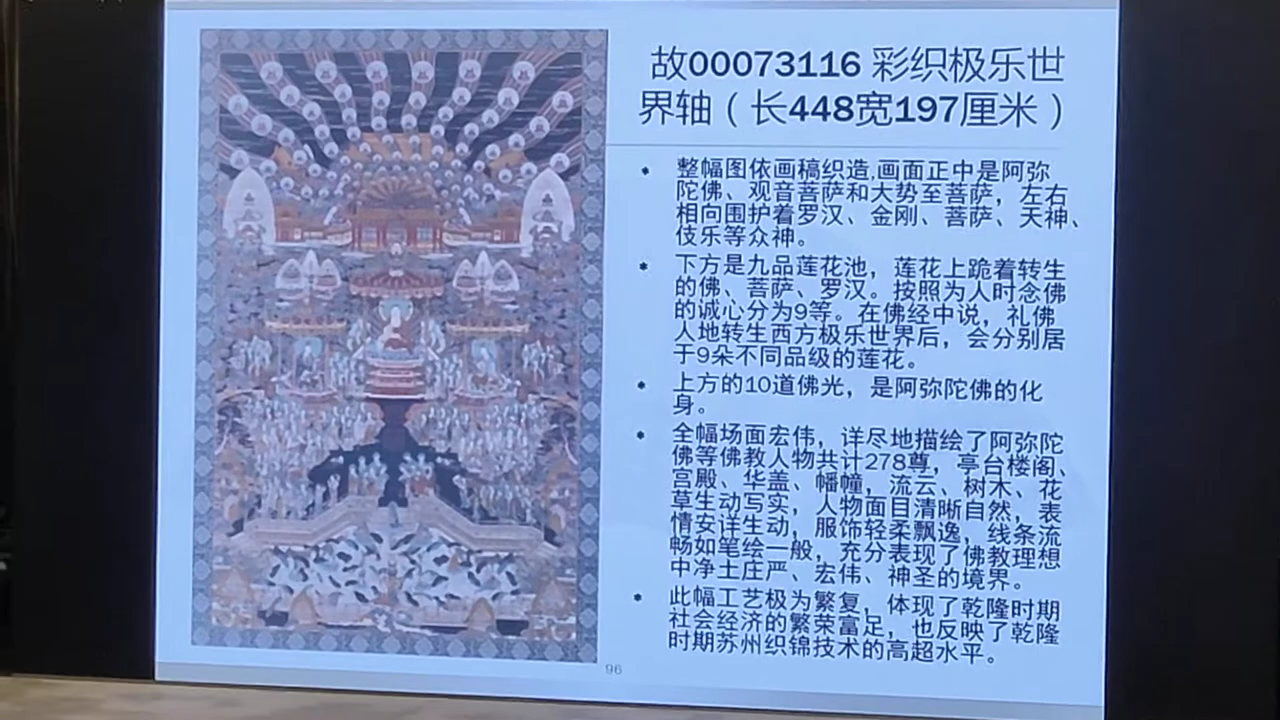 故00073116 彩织极乐世
界轴（长448宽197厘米）
• 整幅图依画稿织造,画面正中是阿弥
陀佛、观音菩萨和大势至菩萨，左右
相向围护着罗汉、金刚、菩萨、天神、
伎乐等众神。
• 下方是九品莲花池，莲花上跪着转生
的佛、菩萨、罗汉。按照为人时念佛
的诚心分为9等。在佛经中说，礼佛
人地转生西方极乐世界后，会分别居
于9朵不同品级的莲花。
• 上方的10道佛光，是阿弥陀佛的化
身。
• 全幅场面宏伟，详尽地描绘了阿弥陀
佛等佛教人物共计278尊，亭台楼阁、
宫殿、华盖、幡幢，流云、树木、花
草生动写实，人物面目清晰自然，表
情安详生动，服饰轻柔飘逸，线条流
畅如笔绘一般，充分表现了佛教理想
中净土庄严、宏伟、神圣的境界。
• 此幅工艺极为繁复，体现了乾隆时期
社会经济的繁荣富足，也反映了乾隆
时期苏州织锦技术的高超水平。
96